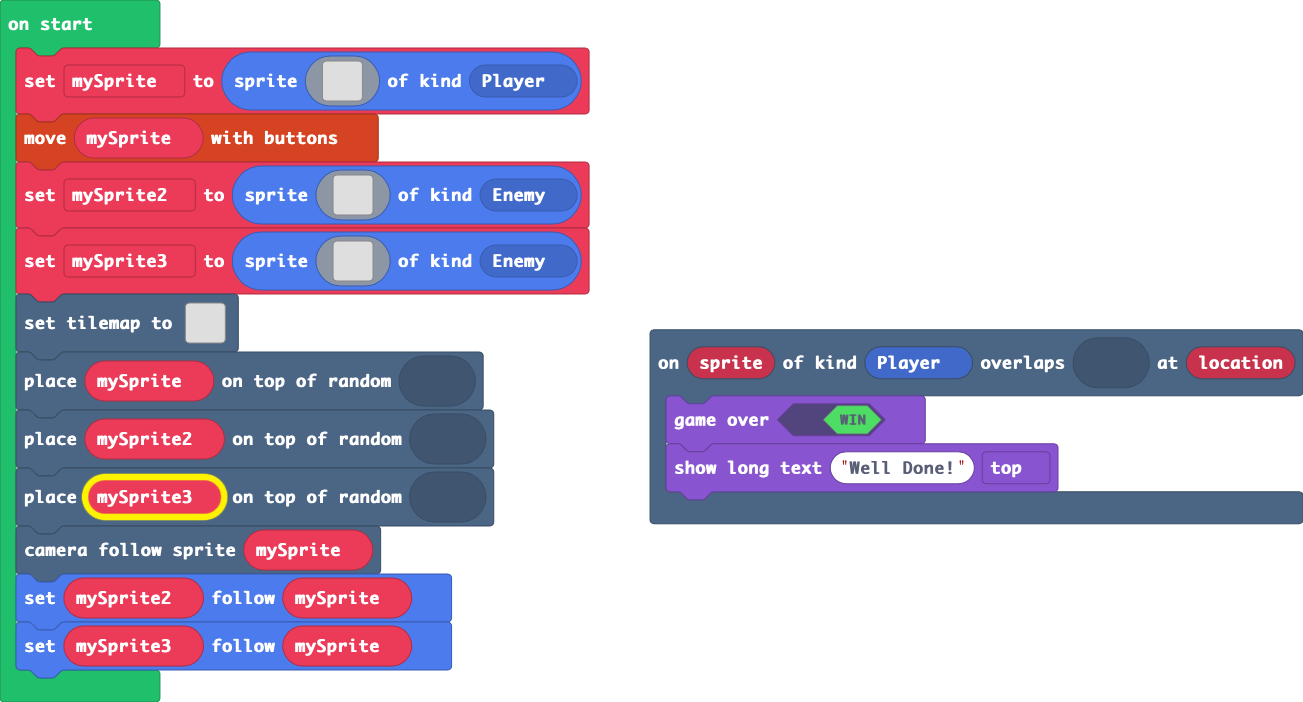 on start
set mySprite to sprite of kind Player
move mySprite with buttons
set mySprite2 to sprite of kind Enemy
set mySprite3 to sprite of kind Enemy
set tilemap to
place mySprite on top of random
place mySprite2 on top of random
place mySprite3 on top of random
camera follow sprite mySprite
set mySprite2 follow mySprite
set mySprite3 follow mySprite
on sprite of kind Player overlaps at location
game over WIN
show long text "Well Done!" top